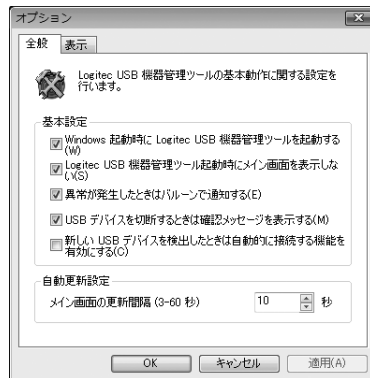 オプション
全般 表示
Logitec USB 機器管理ツールの基本動作に関する設定を
行います。
基本設定
Windows 起動時に Logitec USB 機器管理ツールを起動する
(W)
Logitec USB 機器管理ツール起動時にメイン画面を表示しな
い(S)
異常が発生したときはバルーンで通知する(E)
USB デバイスを切断するときは確認メッセージを表示する(M)
新しい USB デバイスを検出したときは自動的に接続する機能を
有効にする(C)
自動更新設定
メイン画面の更新間隔 (3-60 秒) 10 秒
OK キャンセル 適用(A)